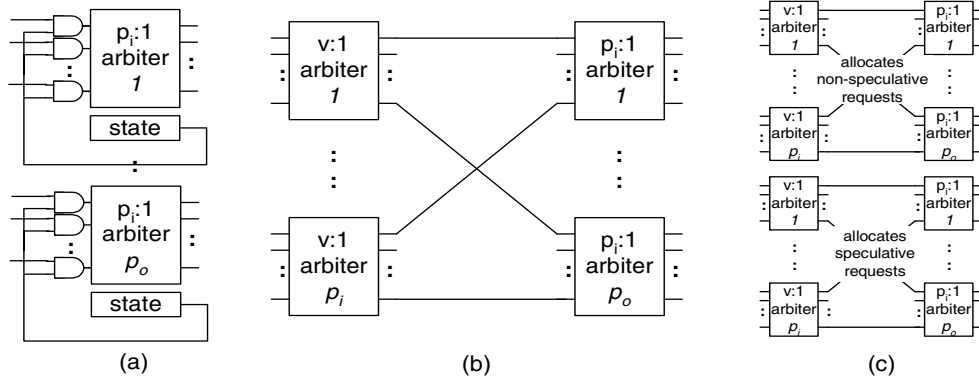 p_i:1
arbiter
1
state
p_i:1
arbiter
p_o
state
(a)
v:1
arbiter
1
p_i:1
arbiter
1
v:1
arbiter
p_i
p_i:1
arbiter
p_o
(b)
v:1
arbiter
1
p_i:1
arbiter
1
allocates
non-speculative
requests
v:1
arbiter
p_i
p_i:1
arbiter
p_o
v:1
arbiter
1
p_i:1
arbiter
1
allocates
speculative
requests
v:1
arbiter
p_i
p_i:1
arbiter
p_o
(c)